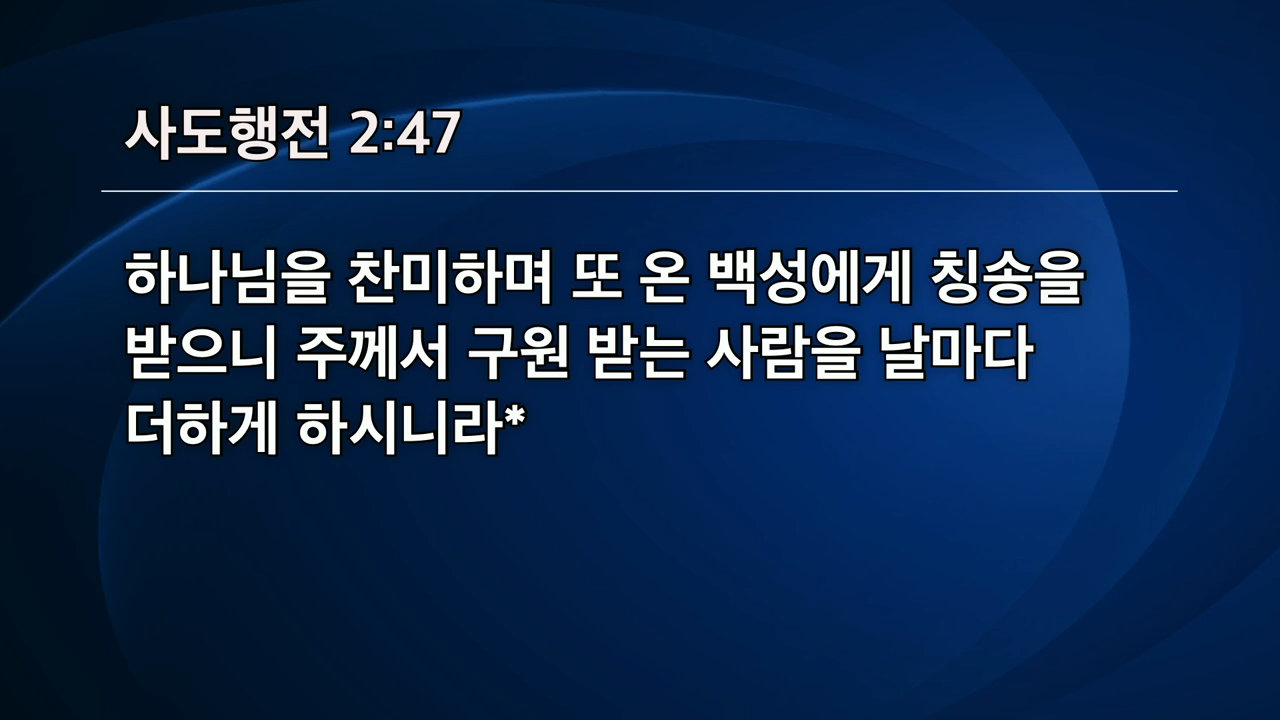 사도행전 2:47
하나님을 찬미하며 또 온 백성에게 칭송을
받으니 주께서 구원 받는 사람을 날마다
더하게 하시니라*